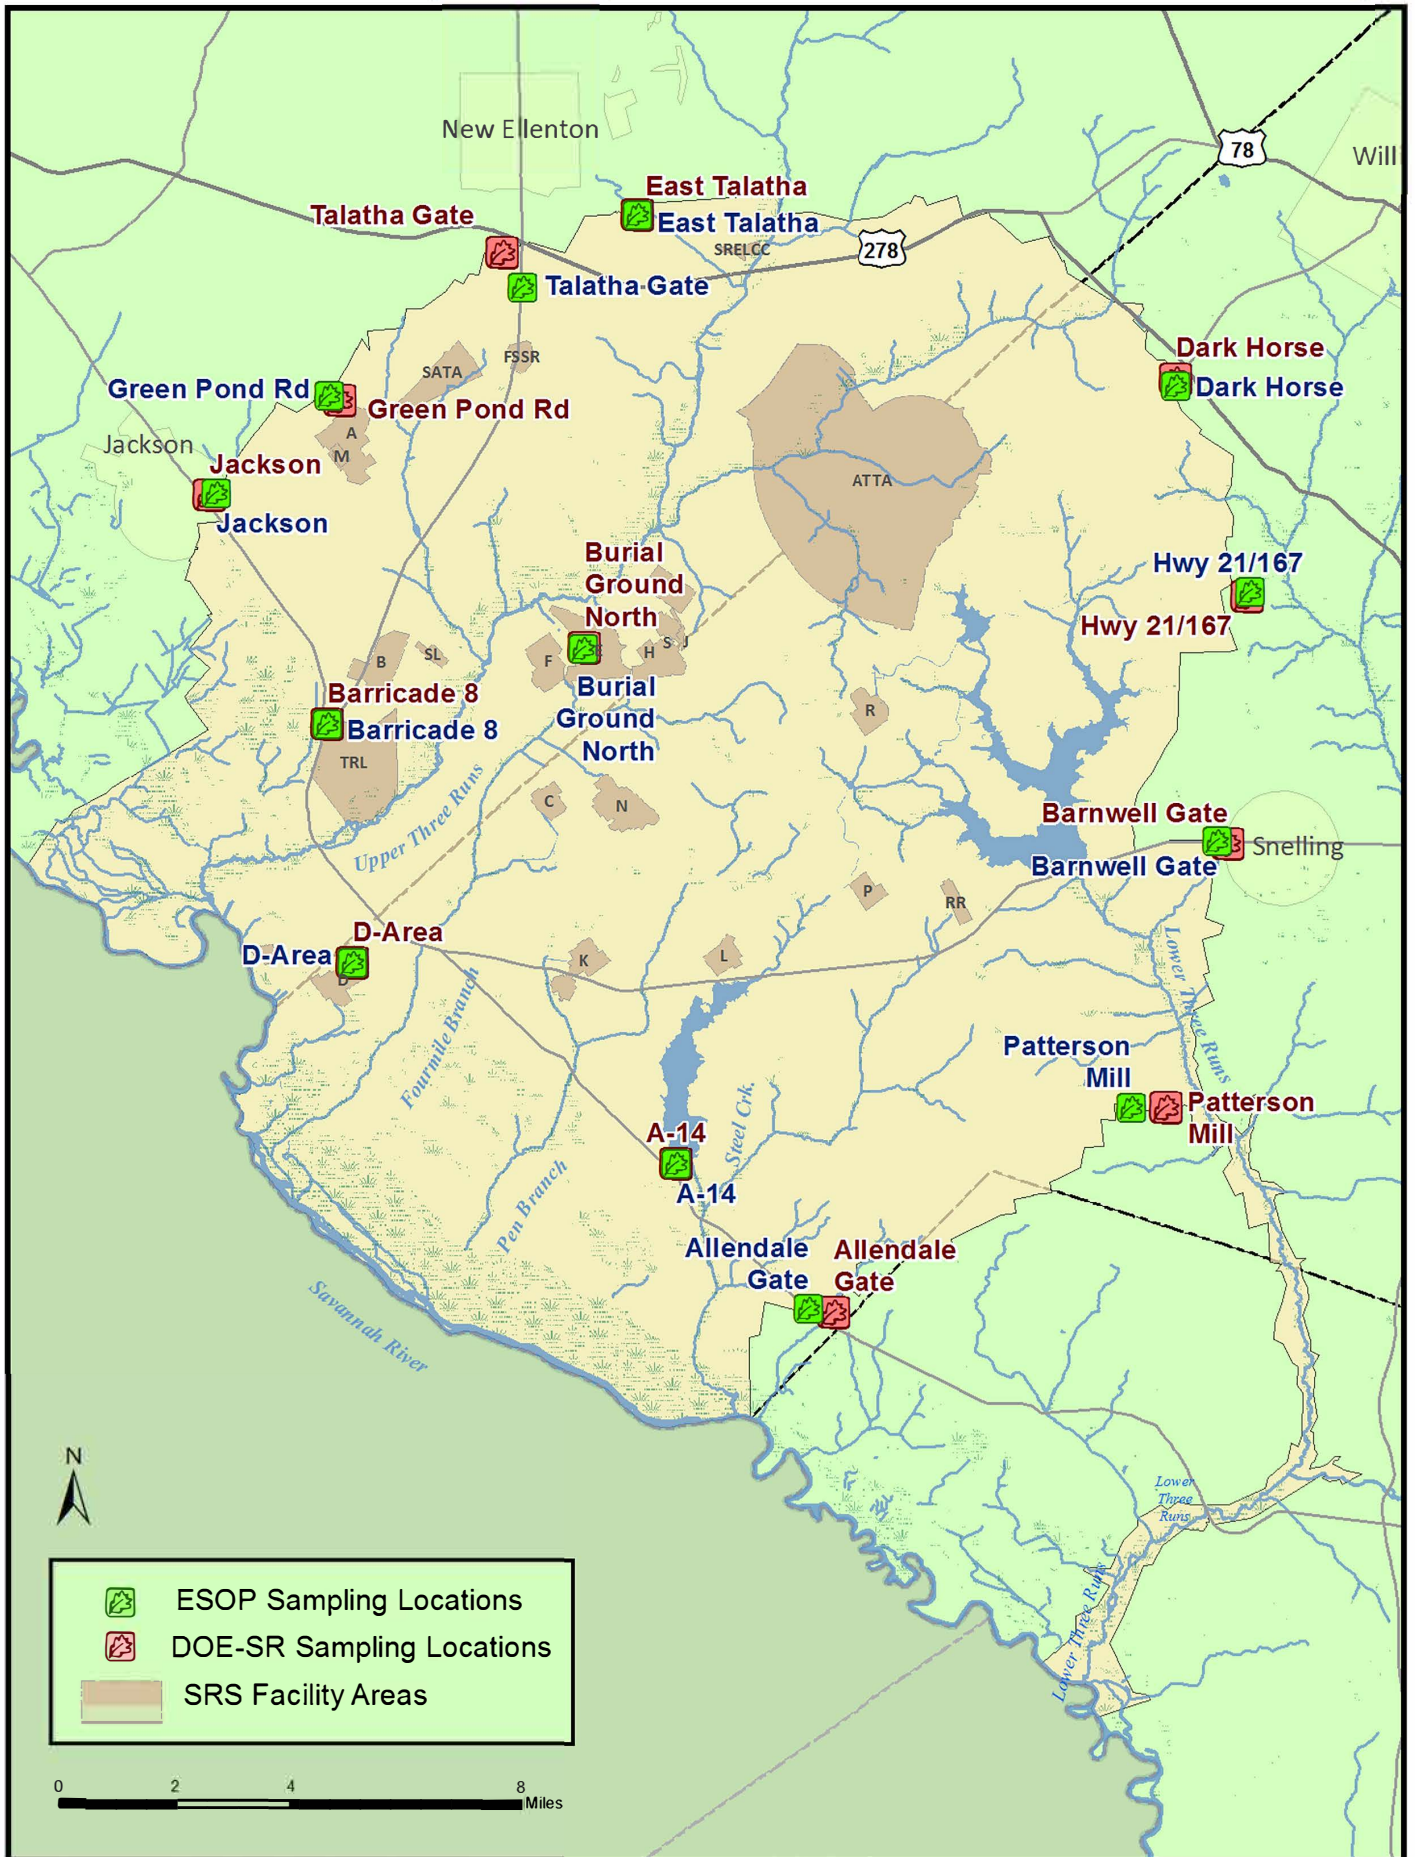 New Ellenton
78
Will
East Talatha
Talatha Gate
East Talatha
SRELCC
278
Talatha Gate
Dark Horse
FSSR
SATA
Green Pond Rd
Dark Horse
Green Pond Rd
A
Jackson
M
Jackson
ATTA
Jackson
Burial
Ground
North
Hwy 21/167
Hwy 21/167
S
J
H
F
E
B
SL
Barricade 8
Burial
Ground
North
R
Barricade 8
TRL
Upper Three Runs
C
N
Barnwell Gate
Snelling
Barnwell Gate
P
RR
D-Area
D-Area
D
K
L
Lower Three Runs
Fourmile Branch
Patterson
Mill
Patterson
Mill
Steel Crk.
A-14
A-14
Pen Branch
Allendale
Gate
Allendale
Gate
Savannah River
N
Lower
Three
Runs
Lower Three Runs
ESOP Sampling Locations
DOE-SR Sampling Locations
SRS Facility Areas
0 2 4 8
Miles